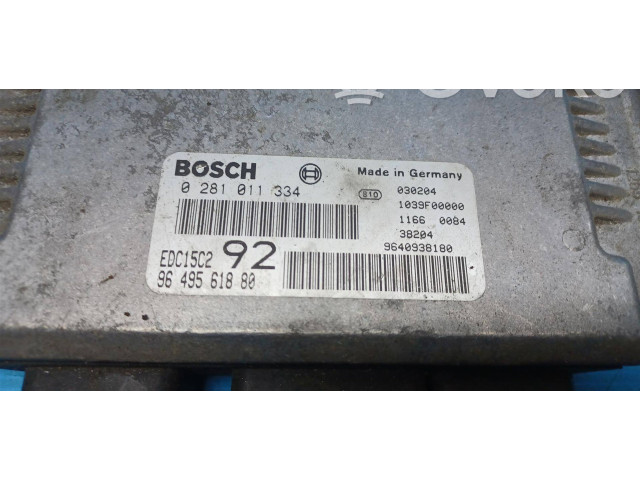 BOSCH
Made in Germany
0 281 011 334
810
030204
1039F00000
1166 0084
38204
9640938180
EDC15C2
92
96 495 618 80